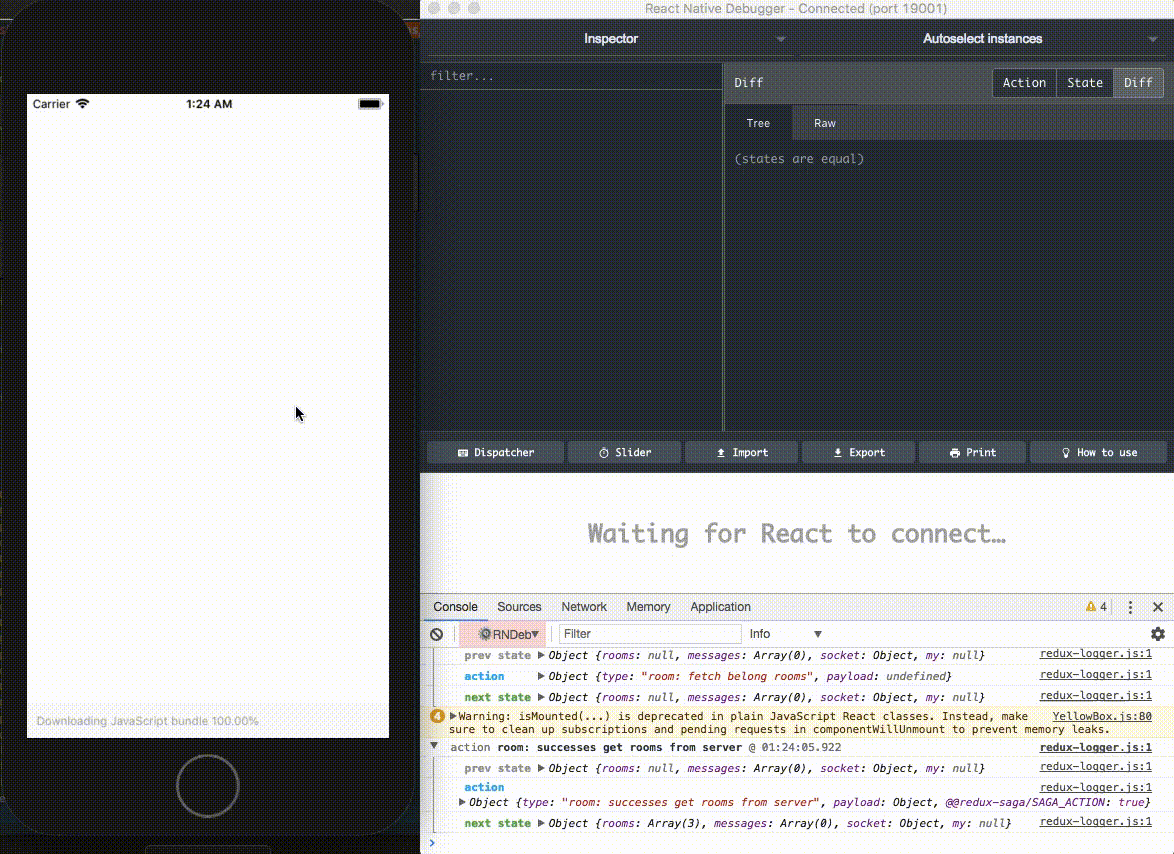 React Native Debugger - Connected (port 19001)
Carrier 1:24 AM
Downloading JavaScript bundle 100.00%
Inspector
Autoselect instances
filter...
Diff
Action State Diff
Tree Raw
(states are equal)
Dispatcher Slider Import Export Print How to use
Waiting for React to connect…
Console Sources Network Memory Application 4
RNDeb Filter Info
prev state Object {rooms: null, messages: Array(0), socket: Object, my: null} redux-logger.js:1
action Object {type: "room: fetch belong rooms", payload: undefined} redux-logger.js:1
next state Object {rooms: null, messages: Array(0), socket: Object, my: null} redux-logger.js:1
4 Warning: isMounted(...) is deprecated in plain JavaScript React classes. Instead, make YellowBox.js:80
sure to clean up subscriptions and pending requests in componentWillUnmount to prevent memory leaks.
action room: successes get rooms from server @ 01:24:05.922 redux-logger.js:1
prev state Object {rooms: null, messages: Array(0), socket: Object, my: null} redux-logger.js:1
action redux-logger.js:1
Object {type: "room: successes get rooms from server", payload: Object, @@redux-saga/SAGA_ACTION: true}
next state Object {rooms: Array(3), messages: Array(0), socket: Object, my: null} redux-logger.js:1